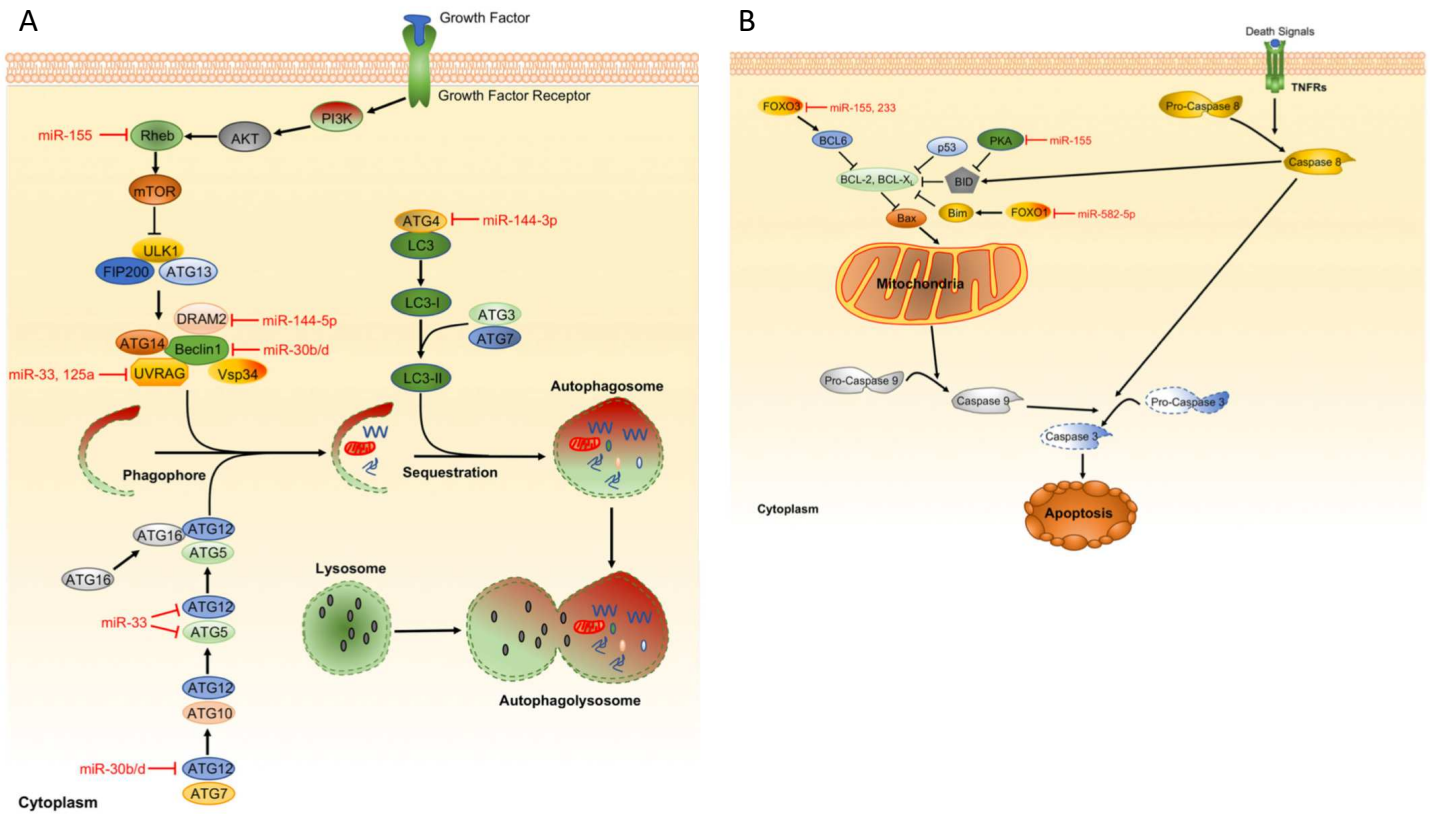 A
Growth Factor
Growth Factor Receptor
PI3K
AKT
Rheb
miR-155
mTOR
ULK1
FIP200
ATG13
DRAM2
miR-144-5p
ATG14
Beclin1
miR-30b/d
miR-33, 125a
UVRAG
Vsp34
ATG4
miR-144-3p
LC3
LC3-I
ATG3
ATG7
LC3-II
Autophagosome
Phagophore
Sequestration
ATG16
ATG12
ATG5
ATG16
Lysosome
miR-33
ATG12
ATG5
ATG12
ATG10
Autophagolysosome
miR-30b/d
ATG12
ATG7
Cytoplasm
B
Death Signals
TNFRs
FOXO3
miR-155, 233
Pro-Caspase 8
BCL6
p53
PKA
miR-155
Caspase 8
BCL-2, BCL-XL
BID
Bax
Bim
FOXO1
miR-582-5p
Mitochondria
Pro-Caspase 9
Caspase 9
Pro-Caspase 3
Caspase 3
Cytoplasm
Apoptosis